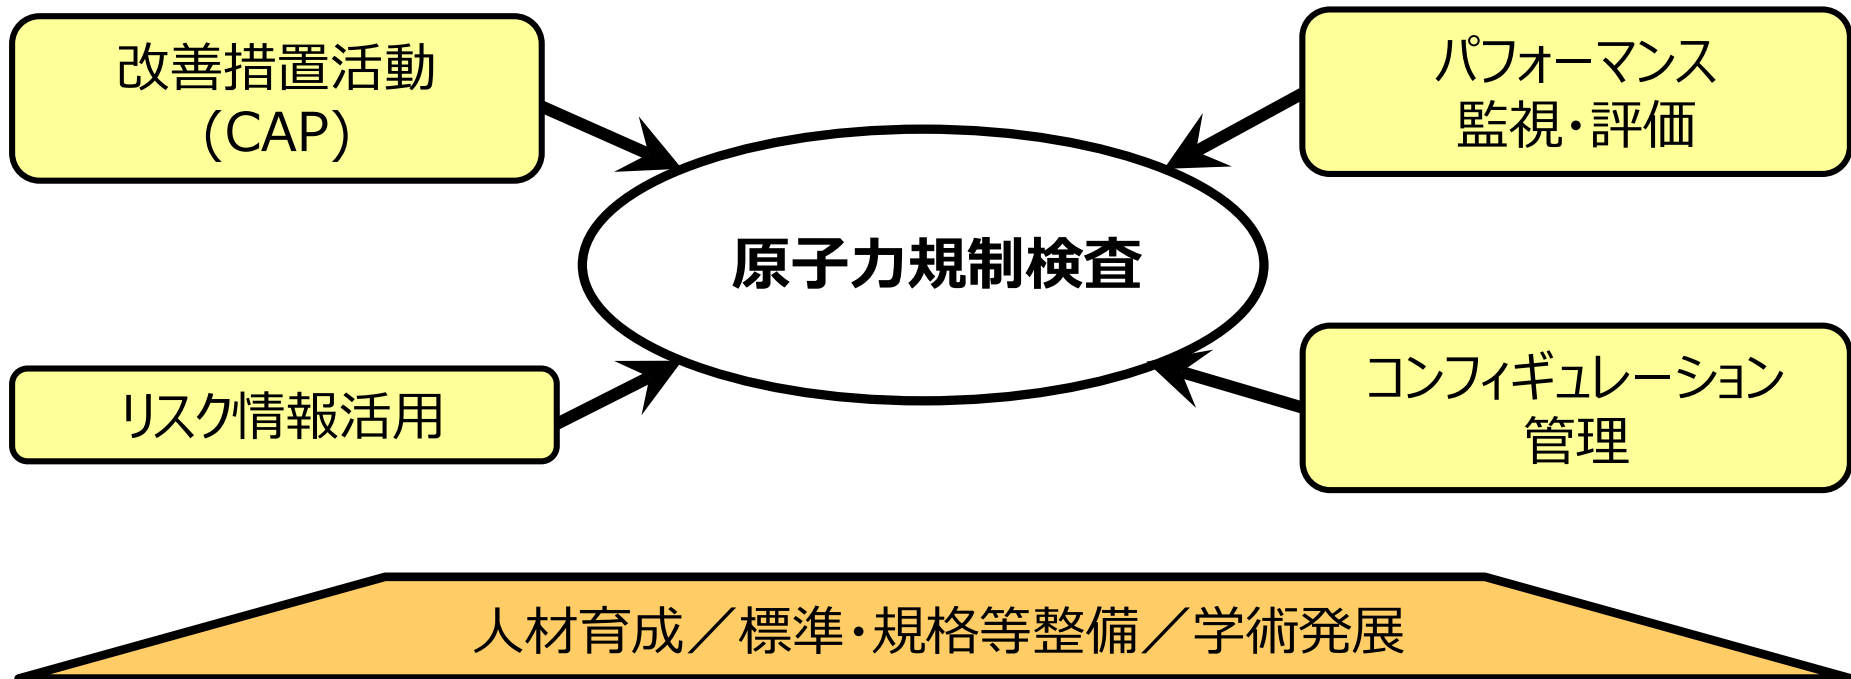 改善措置活動
（CAP）
パフォーマンス
監視・評価
原子力規制検査
リスク情報活用
コンフィギュレーション
管理
人材育成／標準・規格等整備／学術発展